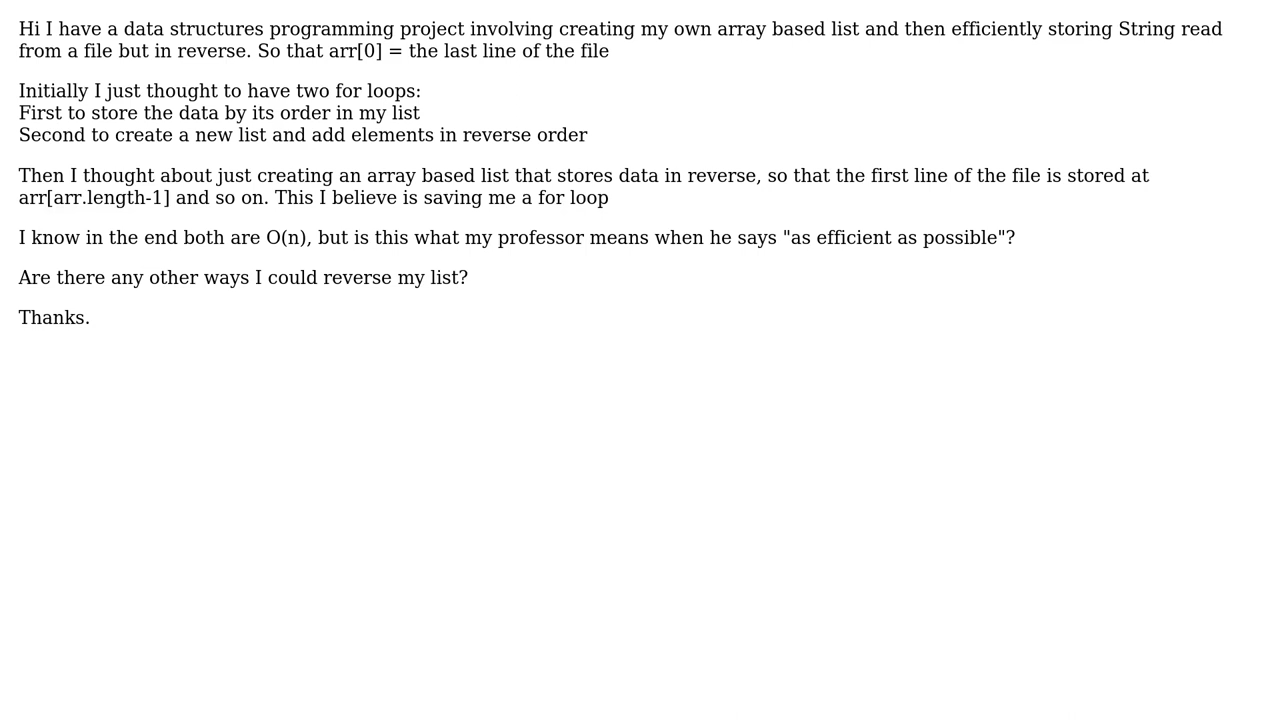 Hi I have a data structures programming project involving creating my own array based list and then efficiently storing String read
from a file but in reverse. So that arr[0] = the last line of the file
Initially I just thought to have two for loops:
First to store the data by its order in my list
Second to create a new list and add elements in reverse order
Then I thought about just creating an array based list that stores data in reverse, so that the first line of the file is stored at
arr[arr.length-1] and so on. This I believe is saving me a for loop
I know in the end both are O(n), but is this what my professor means when he says "as efficient as possible"?
Are there any other ways I could reverse my list?
Thanks.